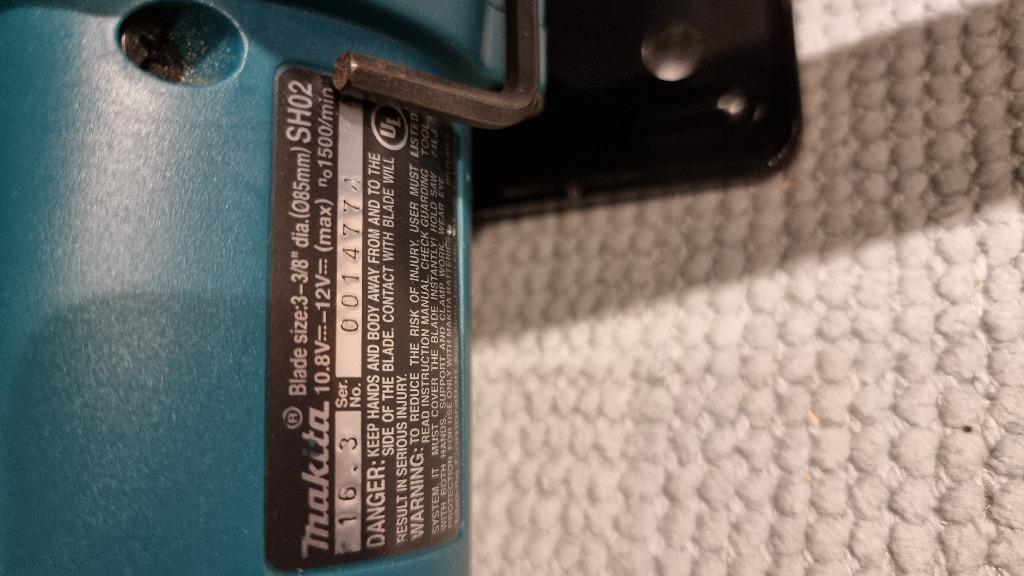 Blade size:3-3/8" dia.(Ø85mm) SH02
makita® 10.8V⎓-12V⎓ (max) n₀1500/min
16 .3 Ser. No. 0014774
UL
DANGER: KEEP HANDS AND BODY AWAY FROM AND TO THE
SIDE OF THE BLADE. CONTACT WITH BLADE WILL
RESULT IN SERIOUS INJURY.
WARNING: TO REDUCE THE RISK OF INJURY, USER MUST
READ INSTRUCTION MANUAL. CHECK GUARDING
SYSTEM, IT MUST COVER THE BLADE INSTANTLY
WITH BOTH HANDS. SUPPORT AND CLAMP WORK. WEAR EYE
PROTECTION. FOR USE ONLY WITH MAKITA BATTERIES